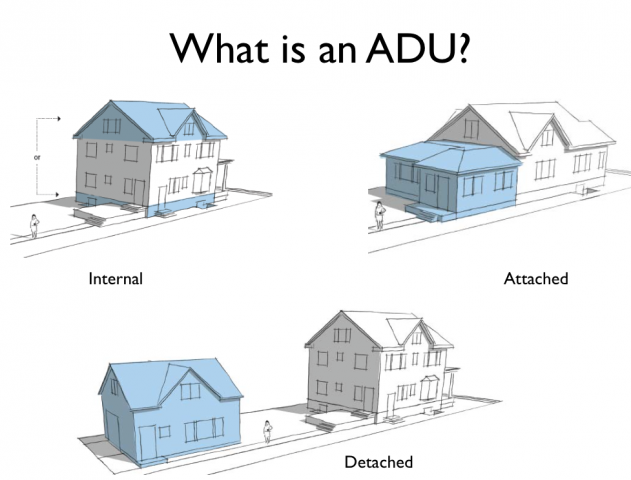 What is an ADU?
or
Internal
Attached
Detached